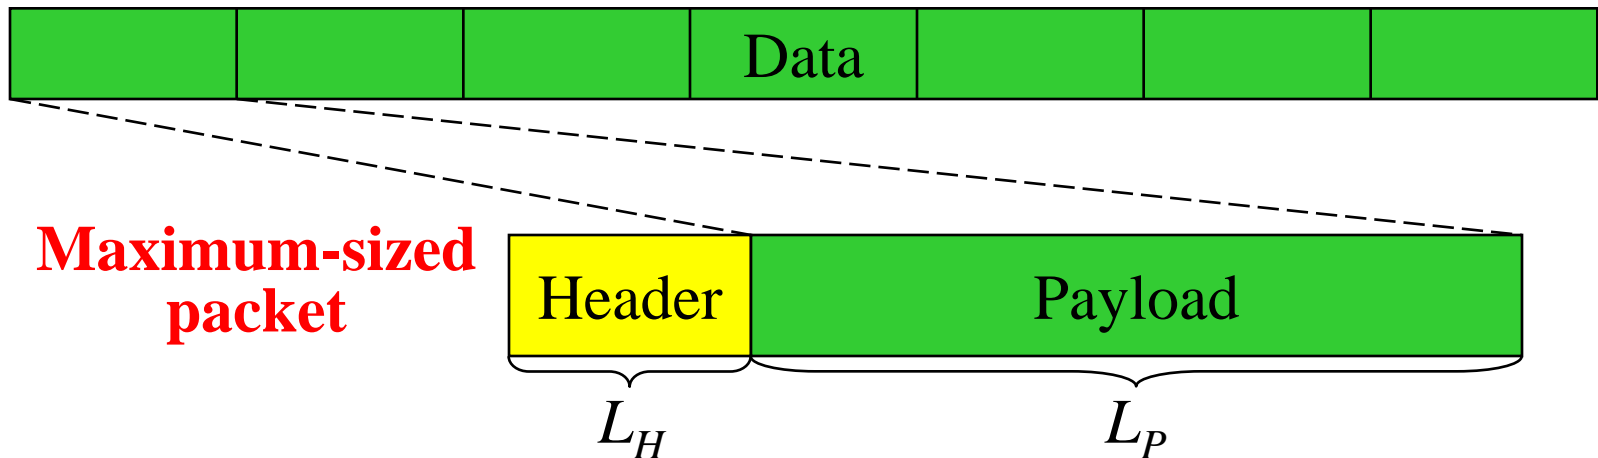 Data
Maximum-sized
packet
Header
Payload
L_H
L_P